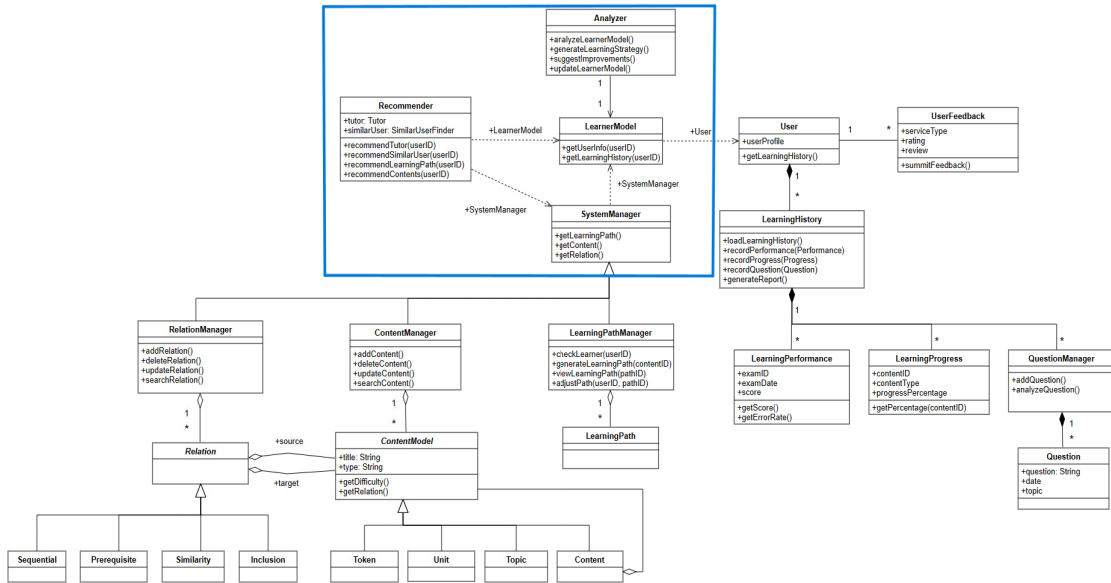 Analyzer
+aralyzeLearnerModel()
+generateLearningStrategy()
+suggestImprovements()
+updateLearnerModel()
1
1
Recommender
+tutor: Tutor
+similarUser: SimilarUserFinder
+recommendTutor(userID)
+recommendSimilarUser(userID)
+recommendLearningPath(userID)
+recommendContents(userID)
+LearnerModel
LearnerModel
+getUserInfo(userID)
+getLearningHistory(userID)
+User
User
+userProfile
+getLearningHistory()
1
*
UserFeedback
+serviceType
+rating
+review
+summitFeedback()
+SystemManager
+SystemManager
SystemManager
+getLearningPath()
+getContent()
+getRelation()
1
*
LearningHistory
+loadLearningHistory()
+recordPerformance(Performance)
+recordProgress(Progress)
+recordQuestion(Question)
+generateReport()
1
*
*
*
RelationManager
+addRelation()
+deleteRelation()
+updateRelation()
+searchRelation()
1
*
ContentManager
+addContent()
+deleteContent()
+updateContent()
+searchContent()
1
*
LearningPathManager
+checkLearner(userID)
+generateLearningPath(contentID)
+viewLearningPath(pathID)
+adjustPath(userID, pathID)
1
*
LearningPath
LearningPerformance
+examID
+examDate
+score
+getScore()
+getErrorRate()
LearningProgress
+contentID
+contentType
+progressPercentage
+getPercentage(contentID)
QuestionManager
+addQuestion()
+analyzeQuestion()
1
*
Question
+question: String
+date
+topic
Relation
+source
+target
ContentModel
+title: String
+type: String
+getDifficulty()
+getRelation()
Sequential
Prerequisite
Similarity
Inclusion
Token
Unit
Topic
Content